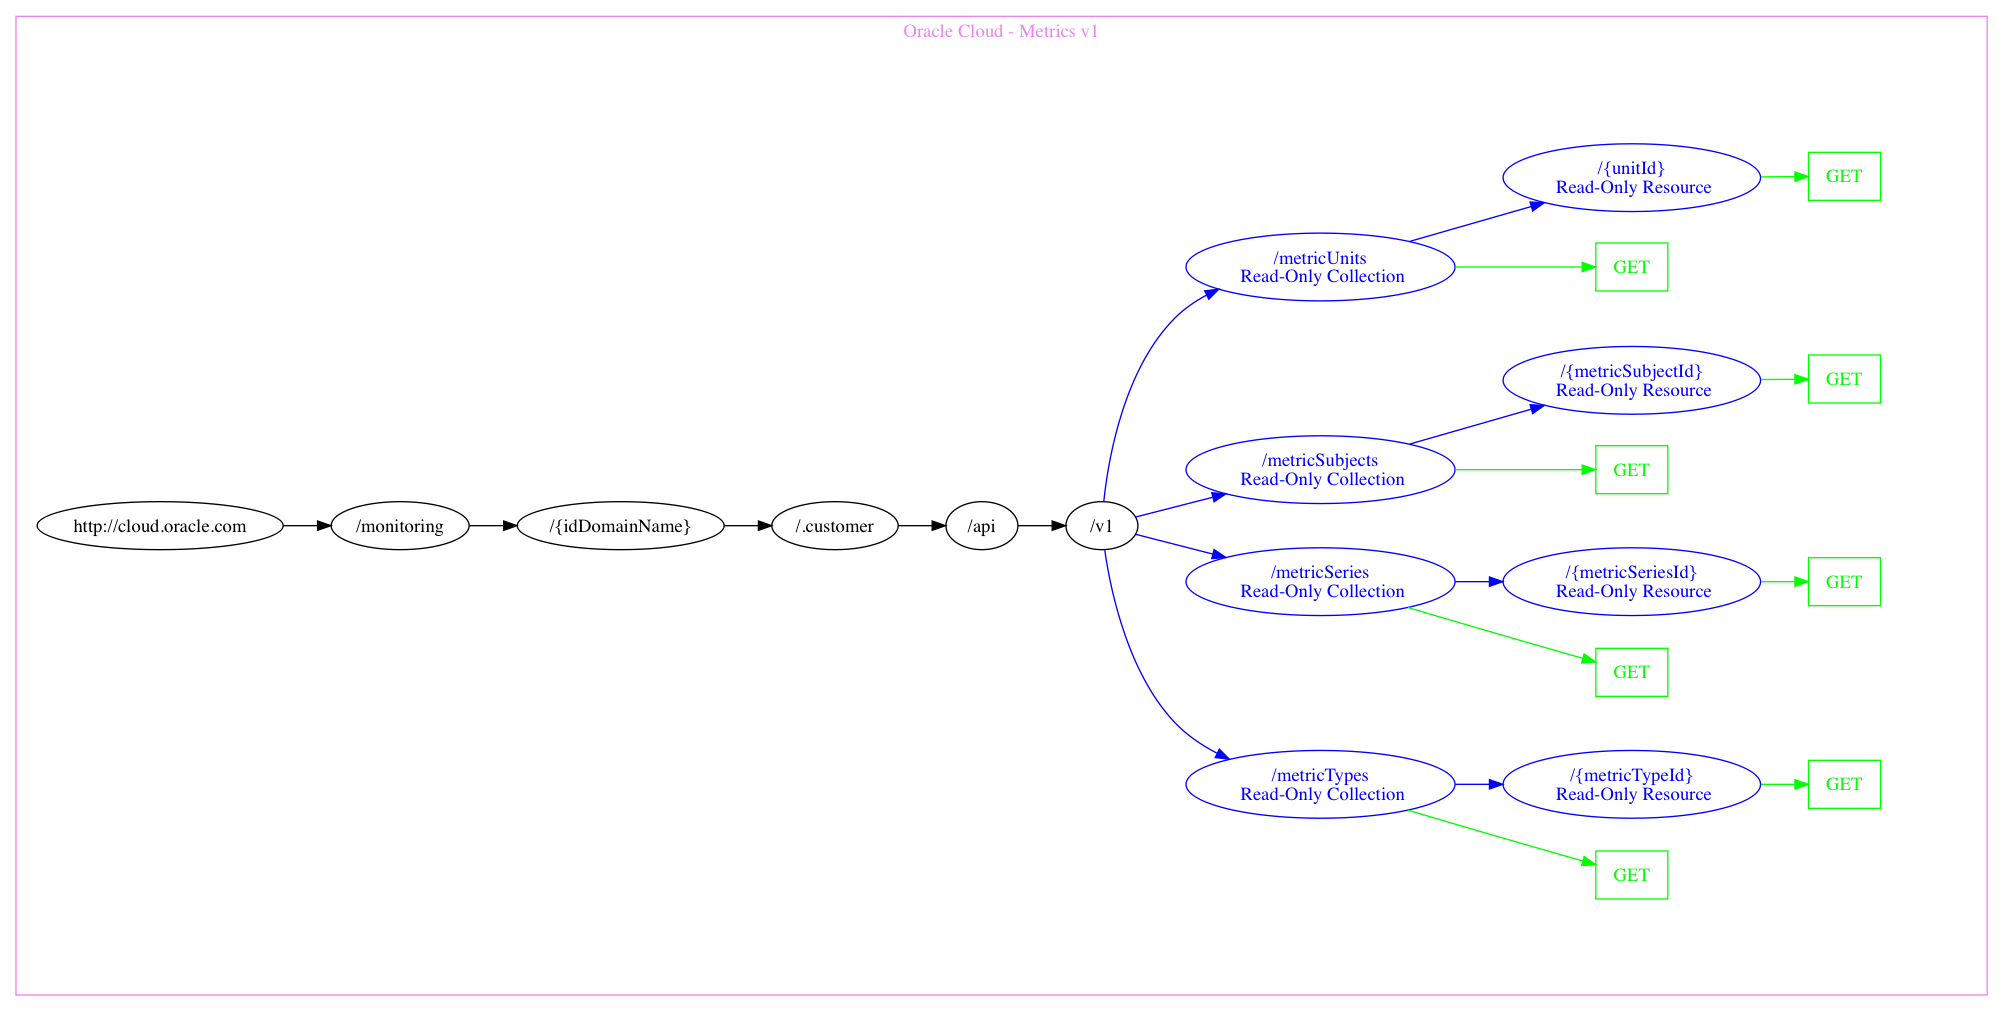 Oracle Cloud - Metrics v1
http://cloud.oracle.com
/monitoring
/{idDomainName}
/.customer
/api
/v1
/metricUnits
Read-Only Collection
/{unitId}
Read-Only Resource
GET
GET
/metricSubjects
Read-Only Collection
/{metricSubjectId}
Read-Only Resource
GET
GET
/metricSeries
Read-Only Collection
/{metricSeriesId}
Read-Only Resource
GET
GET
/metricTypes
Read-Only Collection
/{metricTypeId}
Read-Only Resource
GET
GET